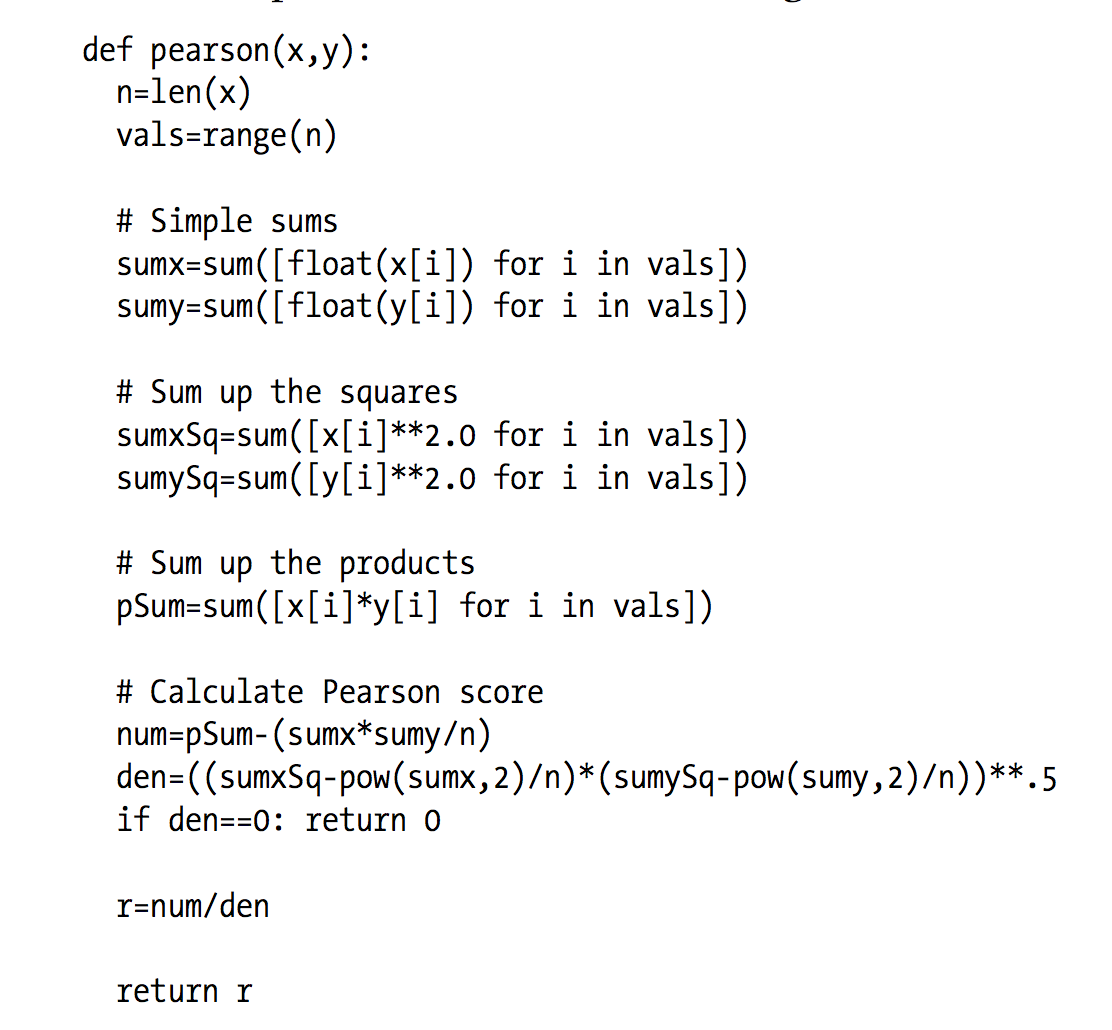 def pearson(x,y):
  n=len(x)
  vals=range(n)

  # Simple sums
  sumx=sum([float(x[i]) for i in vals])
  sumy=sum([float(y[i]) for i in vals])

  # Sum up the squares
  sumxSq=sum([x[i]**2.0 for i in vals])
  sumySq=sum([y[i]**2.0 for i in vals])

  # Sum up the products
  pSum=sum([x[i]*y[i] for i in vals])

  # Calculate Pearson score
  num=pSum-(sumx*sumy/n)
  den=((sumxSq-pow(sumx,2)/n)*(sumySq-pow(sumy,2)/n))**.5
  if den==0: return 0

  r=num/den

  return r